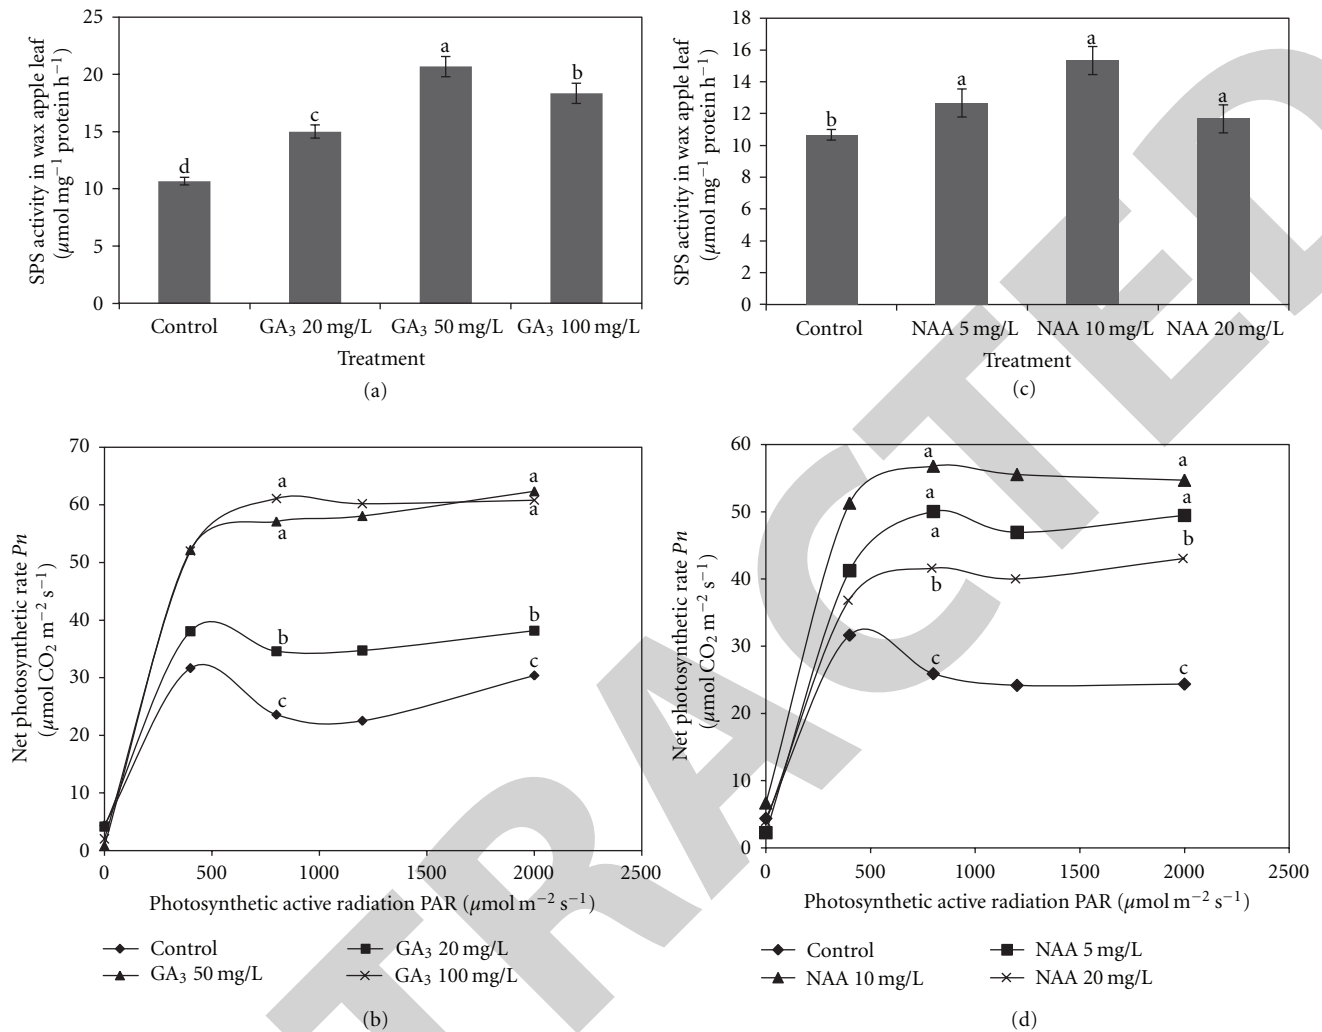 SPS activity in wax apple leaf
(μmol mg⁻¹ protein h⁻¹)
25
20
15
10
5
0
d
c
a
b
Control
GA₃ 20 mg/L
GA₃ 50 mg/L
GA₃ 100 mg/L
Treatment
(a)
SPS activity in wax apple leaf
(μmol mg⁻¹ protein h⁻¹)
18
16
14
12
10
8
6
4
2
0
b
a
a
a
Control
NAA 5 mg/L
NAA 10 mg/L
NAA 20 mg/L
Treatment
(c)
Net photosynthetic rate Pn
(μmol CO₂ m⁻² s⁻¹)
70
60
50
40
30
20
10
0
a
a
a
a
b
b
c
c
0
500
1000
1500
2000
2500
Photosynthetic active radiation PAR (μmol m⁻² s⁻¹)
Control
GA₃ 20 mg/L
GA₃ 50 mg/L
GA₃ 100 mg/L
(b)
Net photosynthetic rate Pn
(μmol CO₂ m⁻² s⁻¹)
60
50
40
30
20
10
0
a
a
a
a
a
b
b
c
c
0
500
1000
1500
2000
2500
Photosynthetic active radiation PAR (μmol m⁻² s⁻¹)
Control
NAA 5 mg/L
NAA 10 mg/L
NAA 20 mg/L
(d)
TRACTED